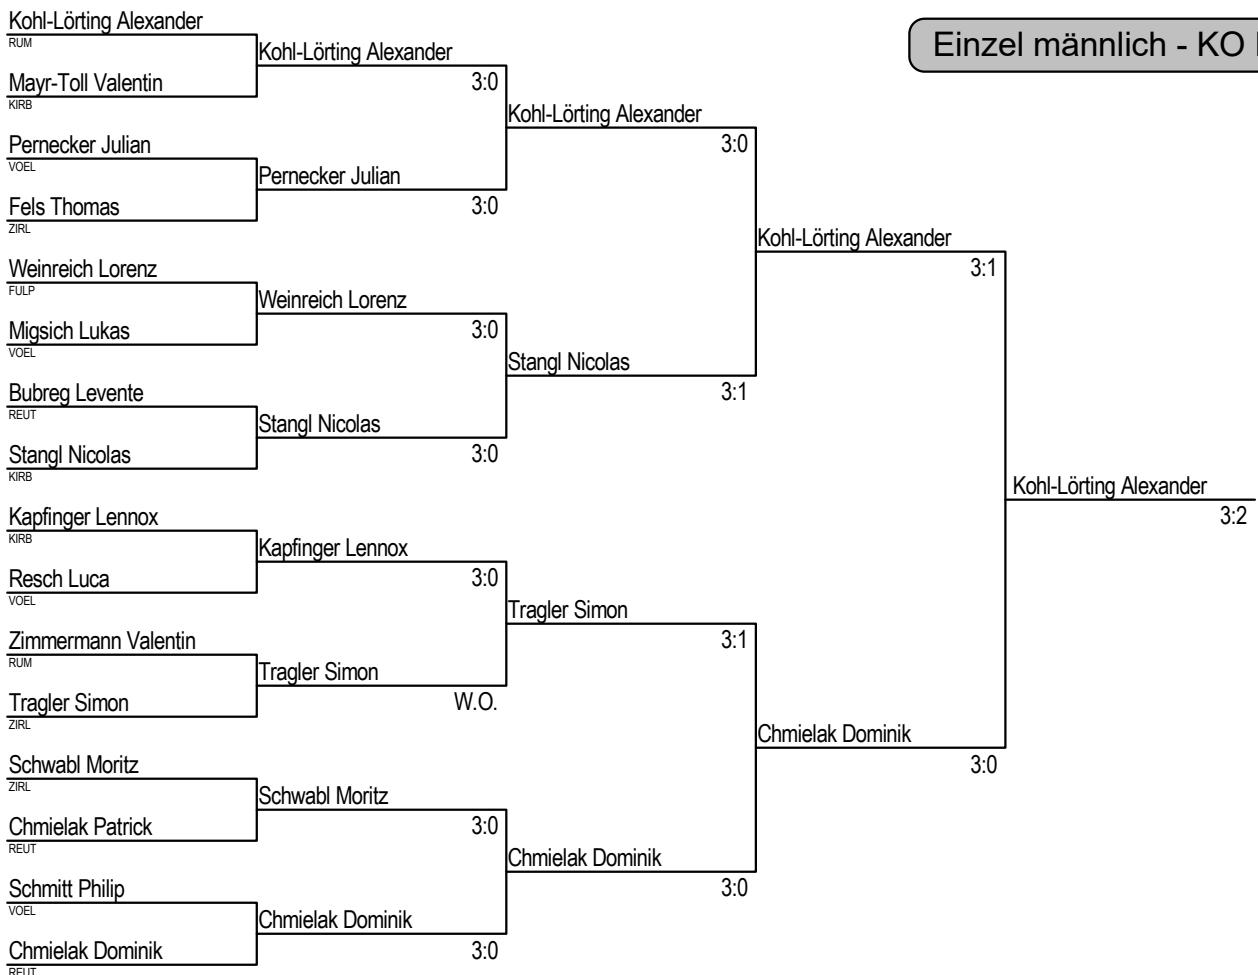 Einzel männlich - KO
Kohl-Lörting Alexander
RUM
Mayr-Toll Valentin
KIRB
Pernecker Julian
VOEL
Fels Thomas
ZIRL
Weinreich Lorenz
FULP
Migsich Lukas
VOEL
Bubreg Levente
REUT
Stangl Nicolas
KIRB
Kapfinger Lennox
KIRB
Resch Luca
VOEL
Zimmermann Valentin
RUM
Tragler Simon
ZIRL
Schwabl Moritz
ZIRL
Chmielak Patrick
REUT
Schmitt Philip
VOEL
Chmielak Dominik
REUT
Kohl-Lörting Alexander
3:0
Pernecker Julian
3:0
Weinreich Lorenz
3:0
Stangl Nicolas
3:0
Kapfinger Lennox
3:0
Tragler Simon
W.O.
Schwabl Moritz
3:0
Chmielak Dominik
3:0
Kohl-Lörting Alexander
3:0
Stangl Nicolas
3:1
Tragler Simon
3:1
Chmielak Dominik
3:0
Kohl-Lörting Alexander
3:1
Chmielak Dominik
3:0
Kohl-Lörting Alexander
3:2